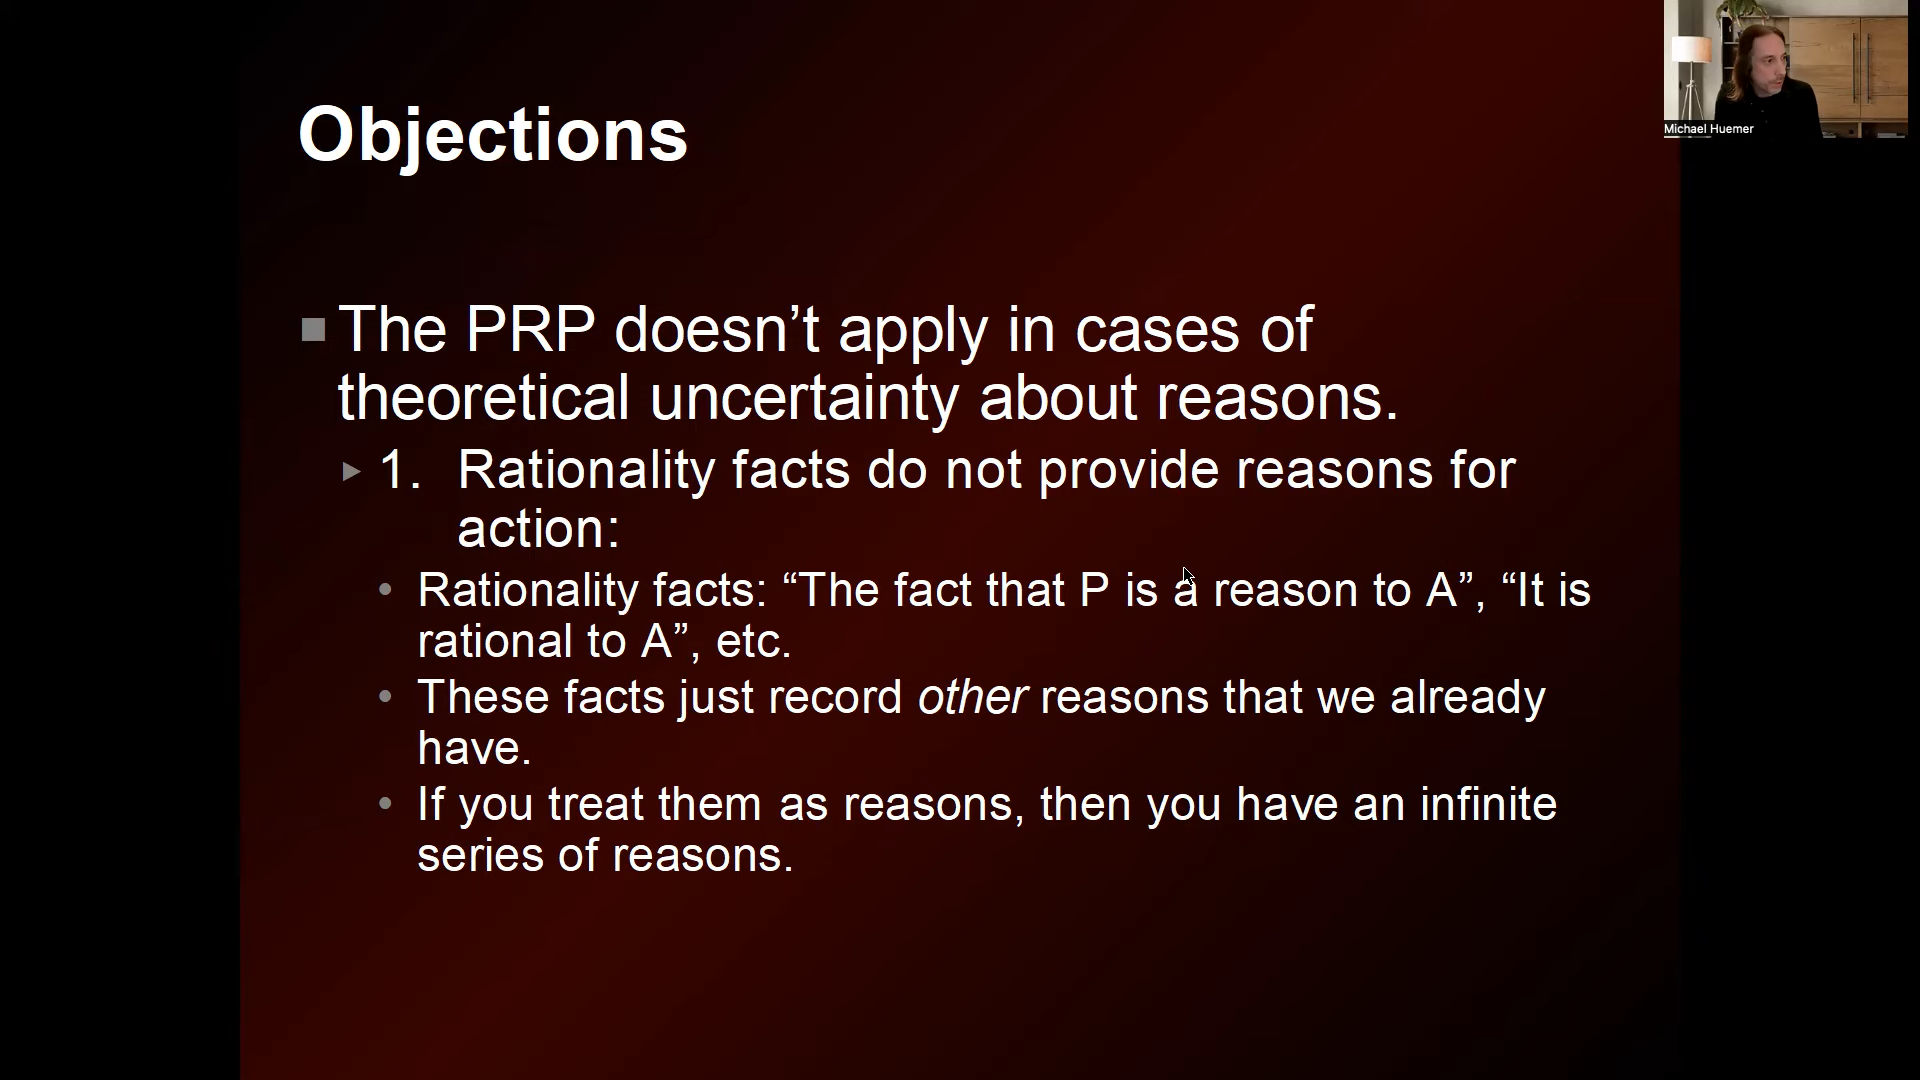 Michael Huemer
Objections
The PRP doesn’t apply in cases of
theoretical uncertainty about reasons.
1. Rationality facts do not provide reasons for
action:
Rationality facts: “The fact that P is a reason to A”, “It is
rational to A”, etc.
These facts just record other reasons that we already
have.
If you treat them as reasons, then you have an infinite
series of reasons.